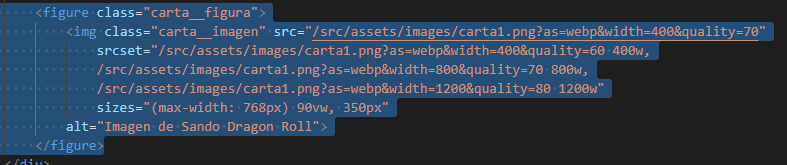 <figure class="carta__figura">
<img class="carta__imagen" src="/src/assets/images/carta1.png?as=webp&width=400&quality=70"
srcset="/src/assets/images/carta1.png?as=webp&width=400&quality=60 400w,
/src/assets/images/carta1.png?as=webp&width=800&quality=70 800w,
/src/assets/images/carta1.png?as=webp&width=1200&quality=80 1200w"
sizes="(max-width: 768px) 90vw, 350px"
alt="Imagen de Sando Dragon Roll">
</figure>
</div>